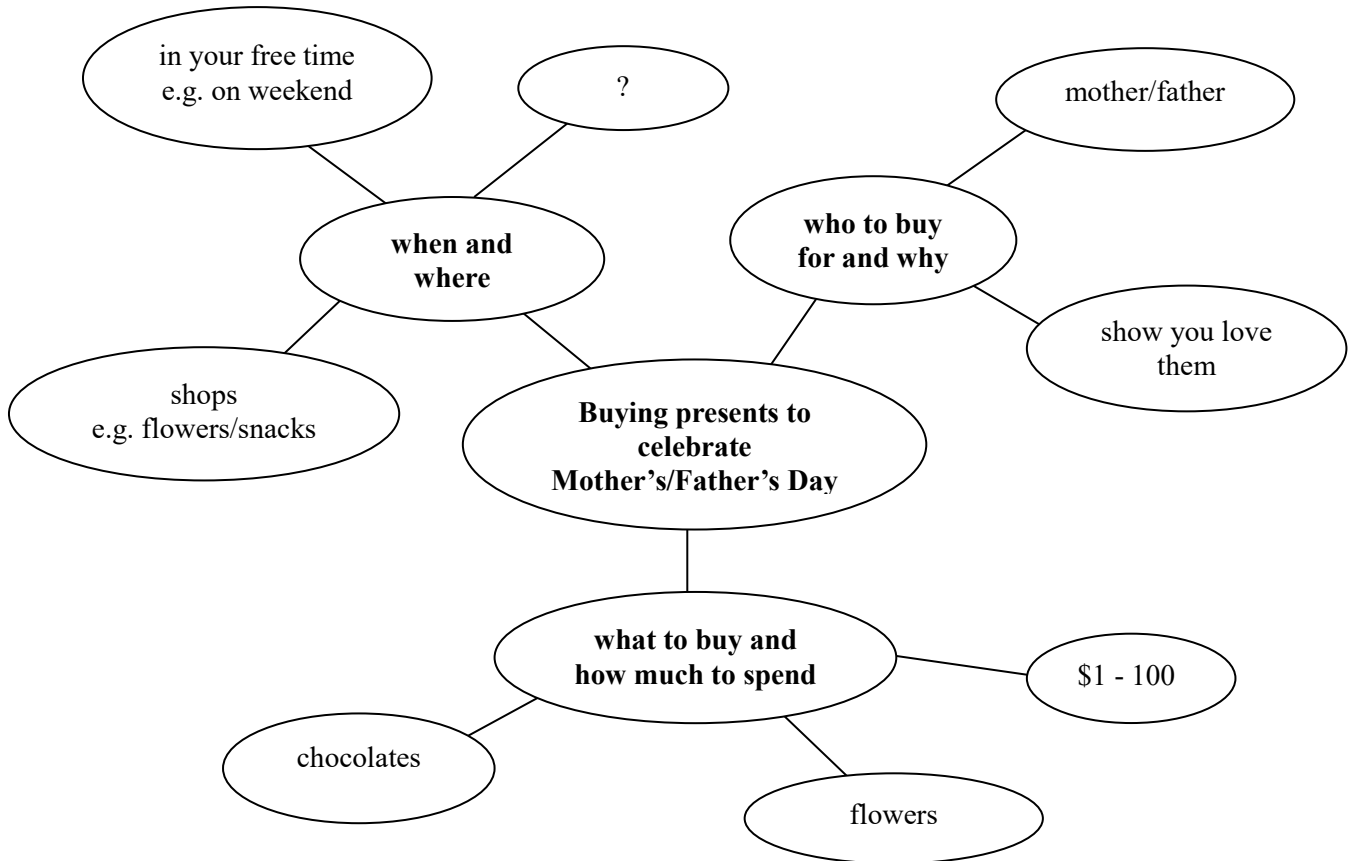 in your free time
e.g. on weekend
?
mother/father
who to buy
for and why
when and
where
show you love
them
shops
e.g. flowers/snacks
Buying presents to
celebrate
Mother’s/Father’s Day
what to buy and
how much to spend
$1 - 100
chocolates
flowers